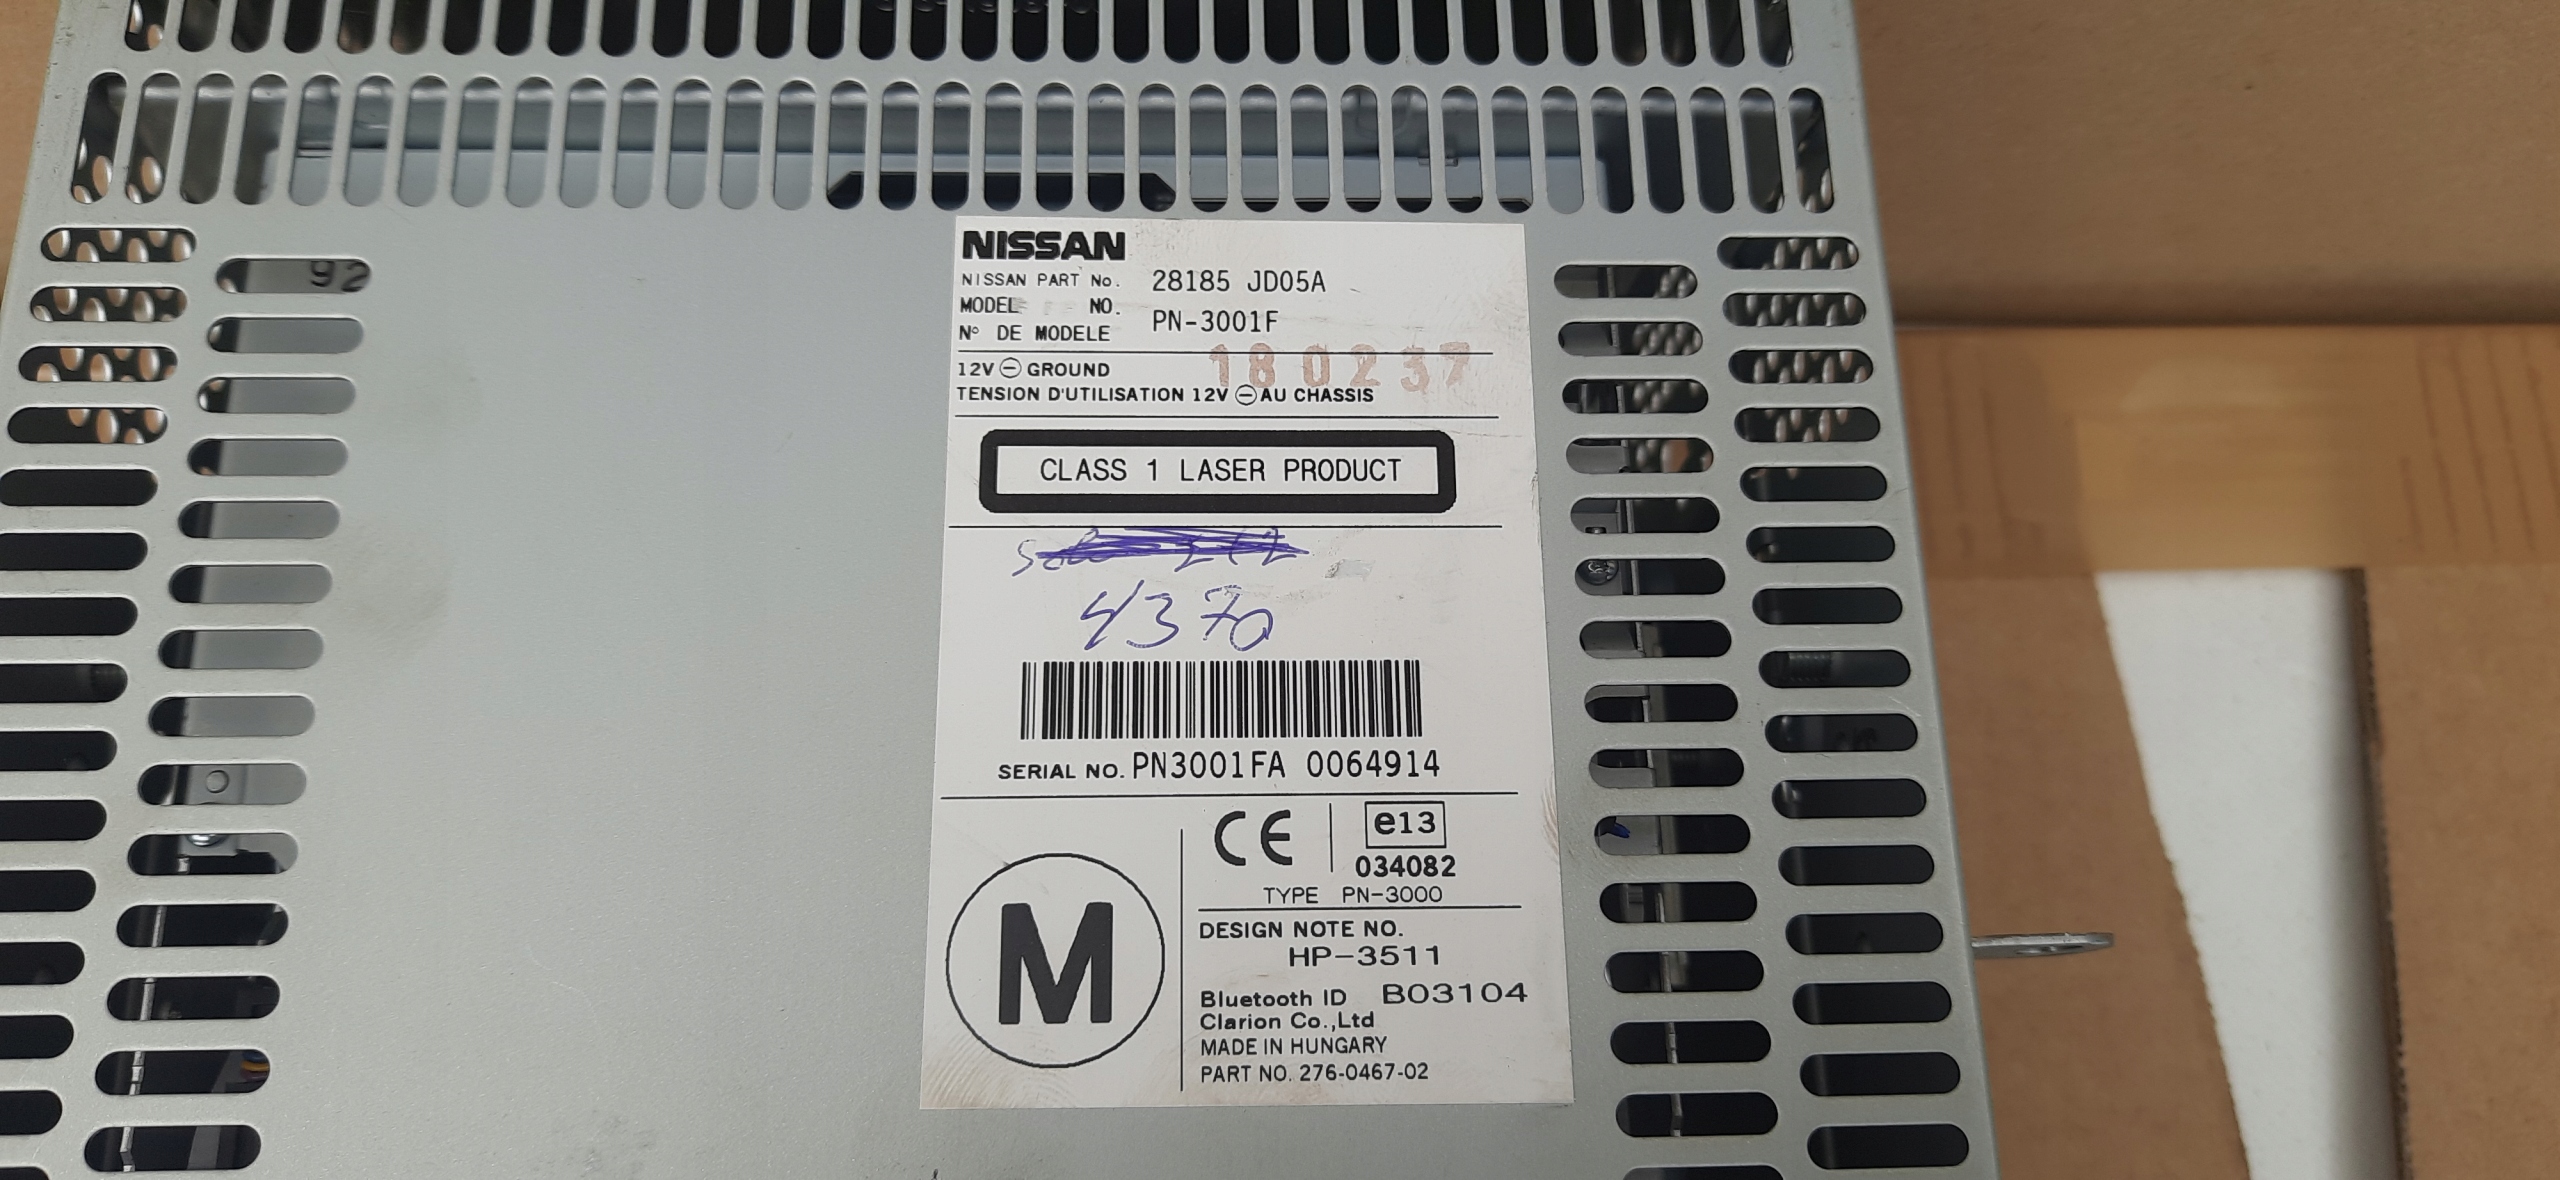 92
NISSAN
NISSAN PART No. 28185 JD05A
MODEL NO.
N° DE MODELE PN-3001F
180237
12V ⊖ GROUND
TENSION D'UTILISATION 12V ⊖ AU CHASSIS
CLASS 1 LASER PRODUCT
4370
SERIAL NO. PN3001FA 0064914
CE
e13
034082
TYPE PN-3000
M
DESIGN NOTE NO.
HP-3511
Bluetooth ID B03104
Clarion Co.,Ltd
MADE IN HUNGARY
PART NO. 276-0467-02